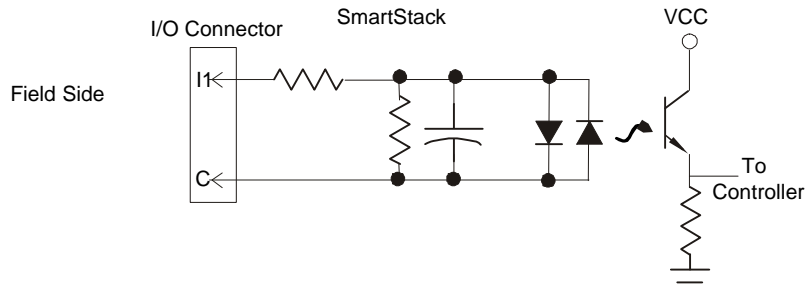 SmartStack
VCC
I/O Connector
I1
Field Side
C
To
Controller